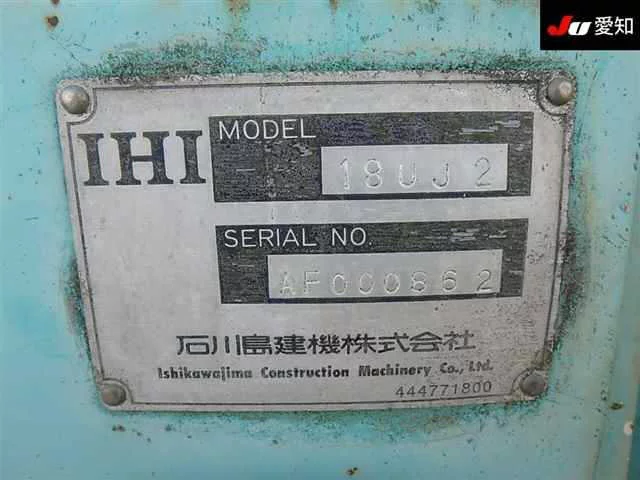 JU 愛知
IHI
MODEL
18UJ2
SERIAL NO.
AF000862
石川島建機株式会社
Ishikawajima Construction Machinery Co., Ltd.
444771800